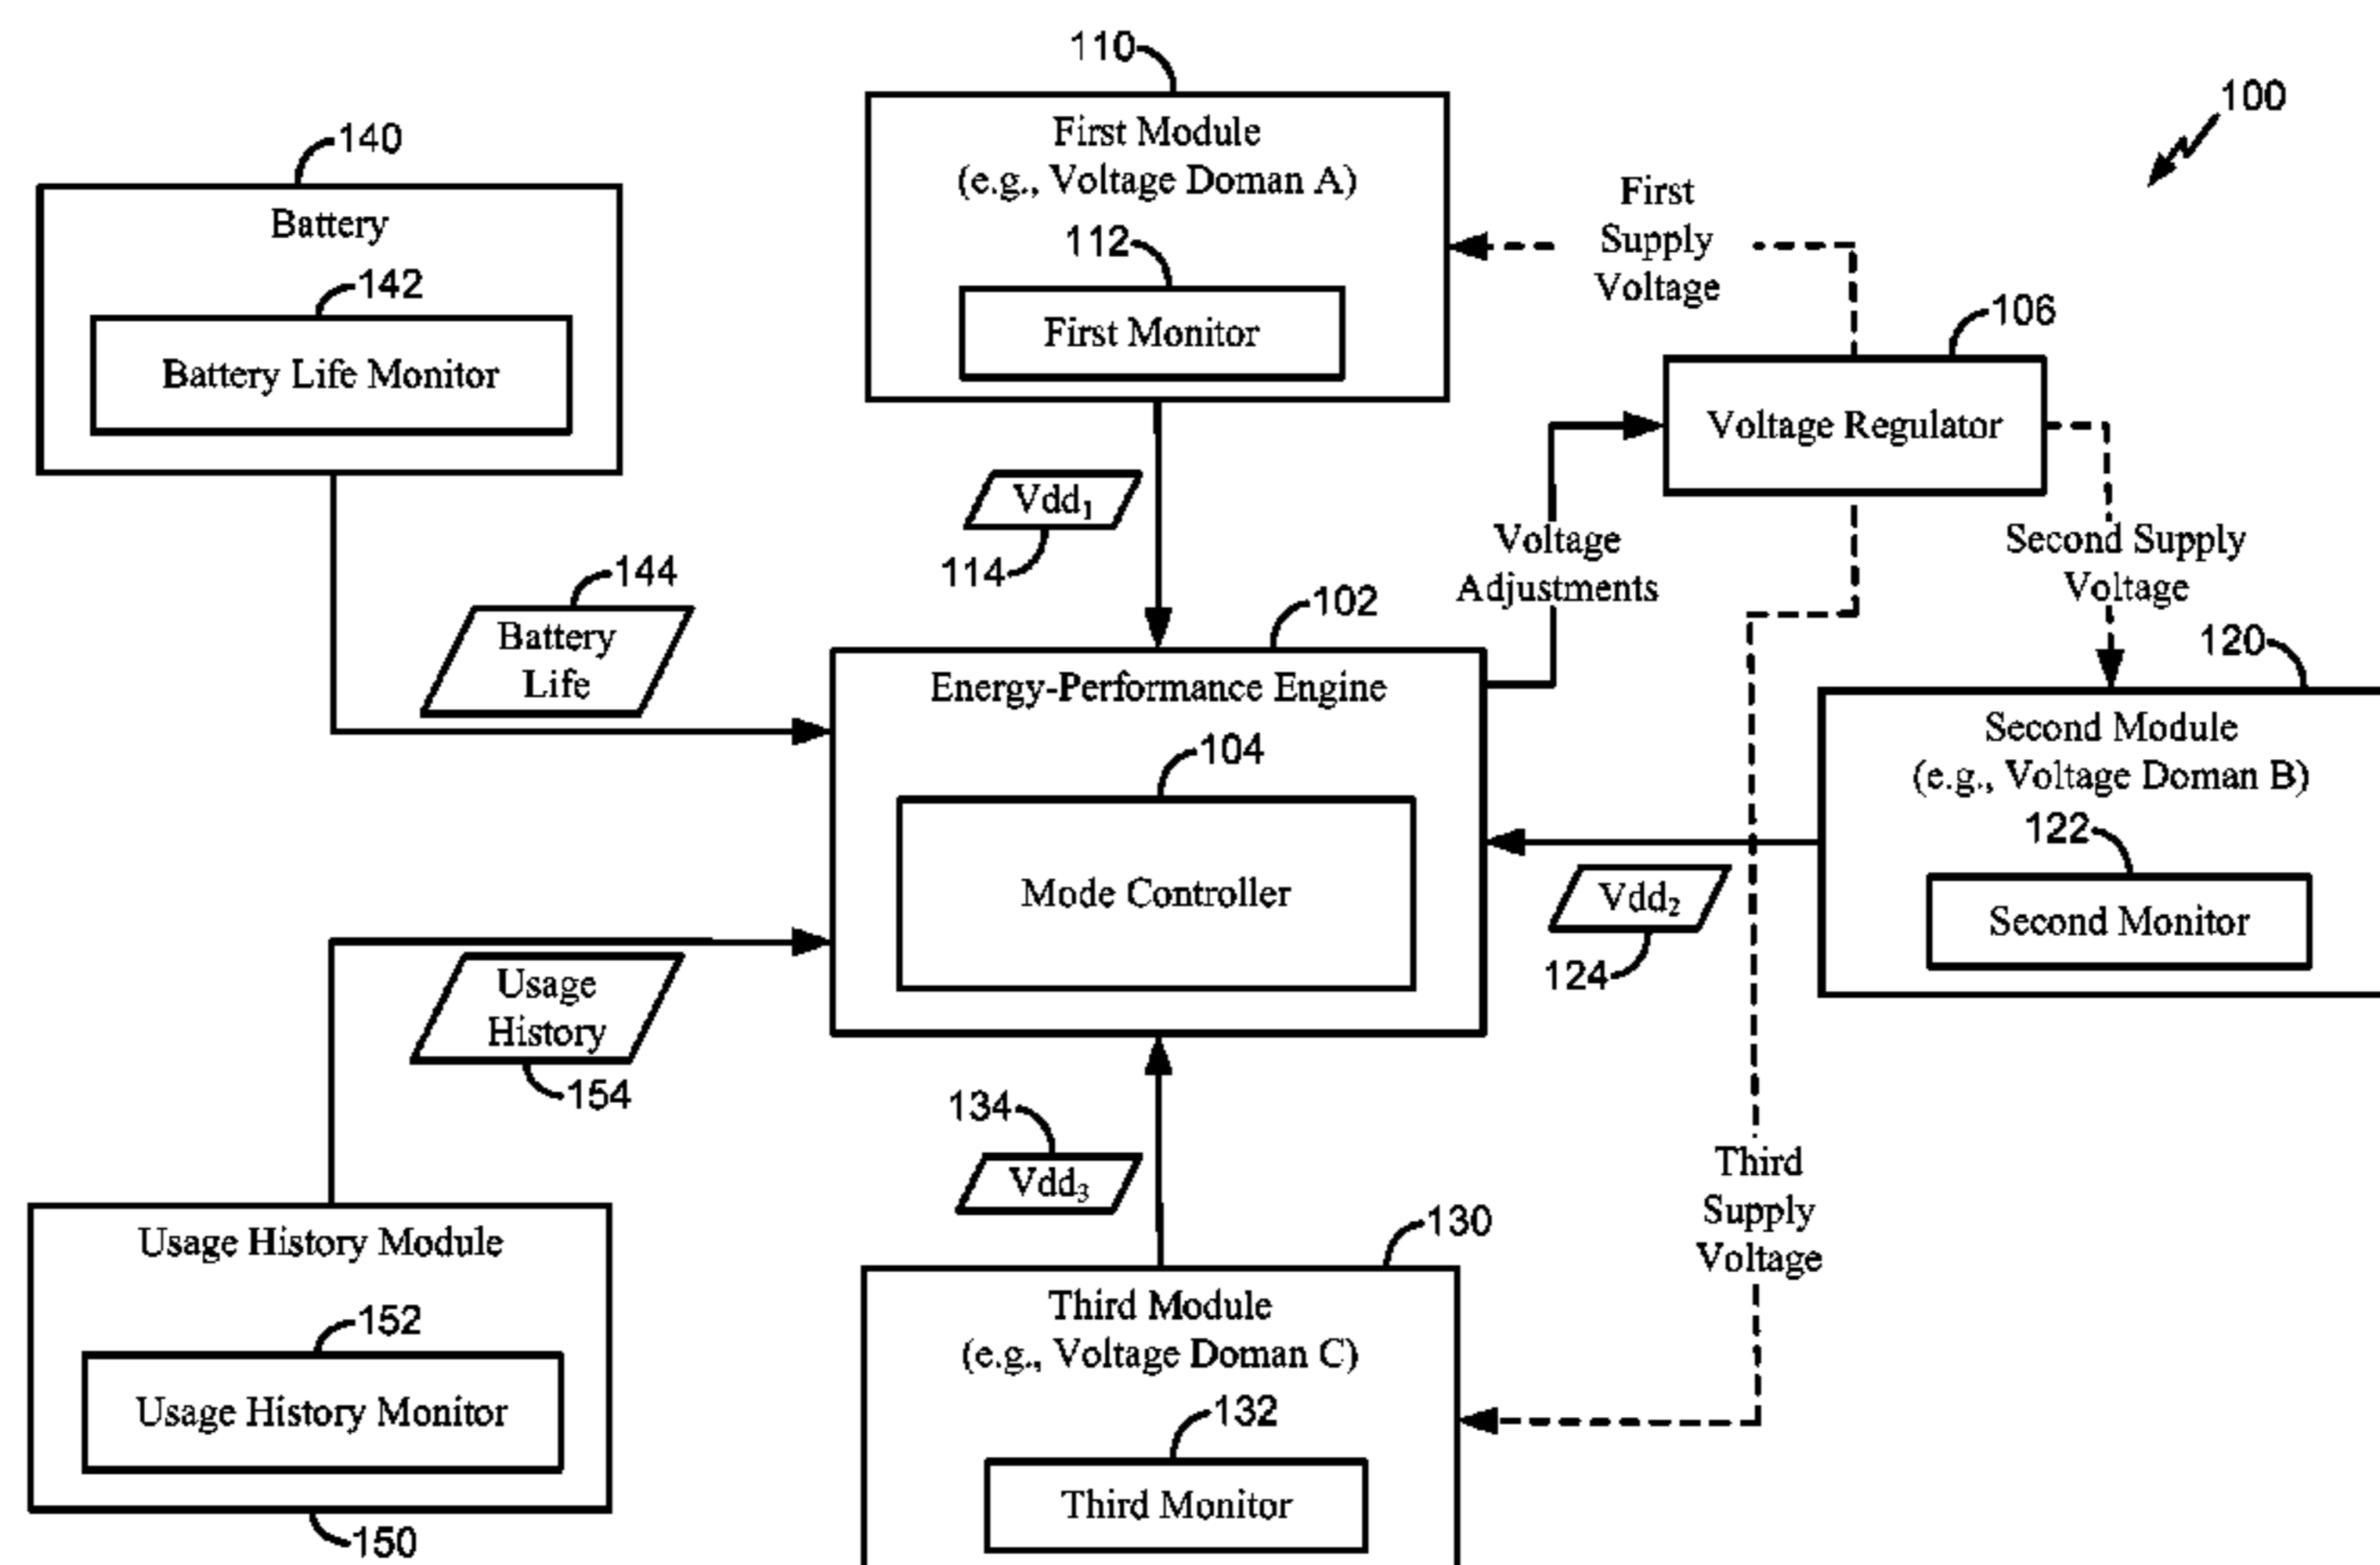 110
100
140
First Module
(e.g., Voltage Doman A)
Battery
112
First Monitor
First
Supply
Voltage
142
Battery Life Monitor
106
Voltage Regulator
Vdd₁
114
Voltage
Adjustments
Second Supply
Voltage
144
Battery
Life
102
Energy-Performance Engine
104
Mode Controller
120
Second Module
(e.g., Voltage Doman B)
122
Second Monitor
Vdd₂
124
Usage
History
154
134
Vdd₃
Third
Supply
Voltage
Usage History Module
152
Usage History Monitor
150
130
Third Module
(e.g., Voltage Doman C)
132
Third Monitor